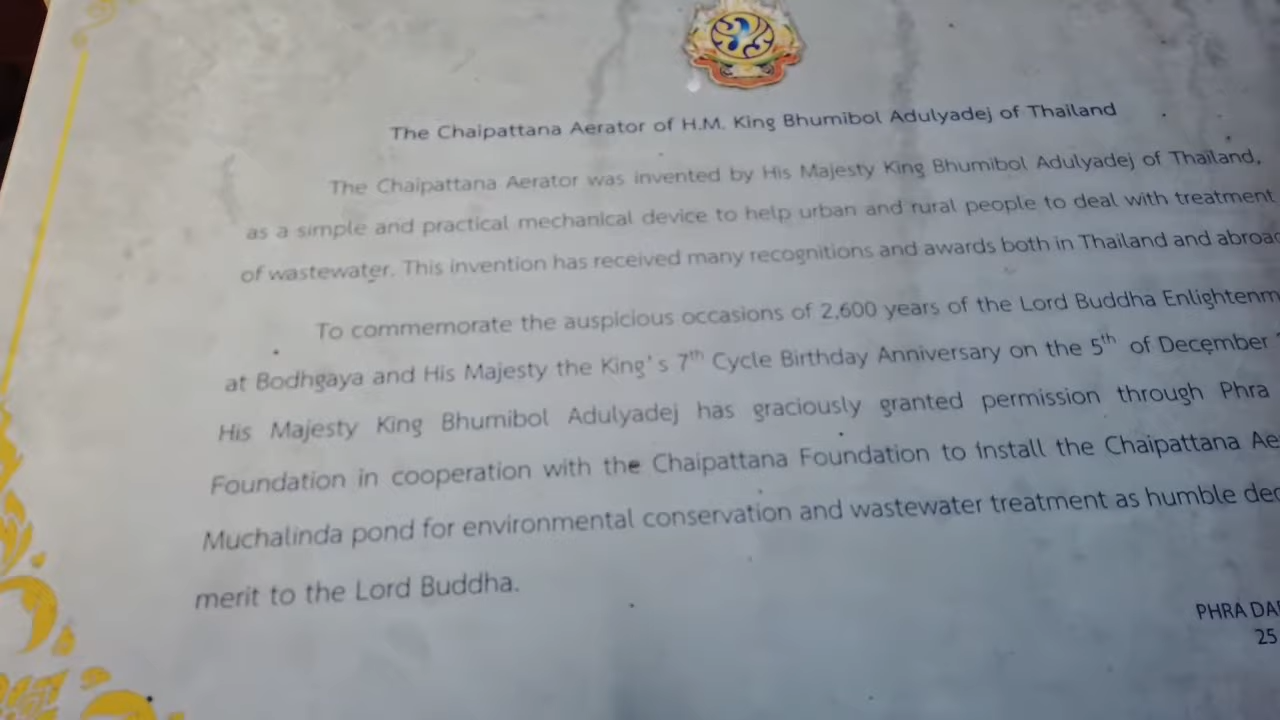 The Chaipattana Aerator of H.M. King Bhumibol Adulyadej of Thailand
The Chaipattana Aerator was invented by His Majesty King Bhumibol Adulyadej of Thailand,
as a simple and practical mechanical device to help urban and rural people to deal with treatment
of wastewater. This invention has received many recognitions and awards both in Thailand and
To commemorate the auspicious occasions of 2,600 years of the Lord Buddha
at Bodhgaya and His Majesty the King's 7th Cycle Birthday Anniversary on the 5th of December
His Majesty King Bhumibol Adulyadej has graciously granted permission through Phra
Foundation in cooperation with the Chaipattana Foundation to install the Chaipattana
Muchalinda pond for environmental conservation and wastewater treatment as humble
merit to the Lord Buddha.
PHRA
25